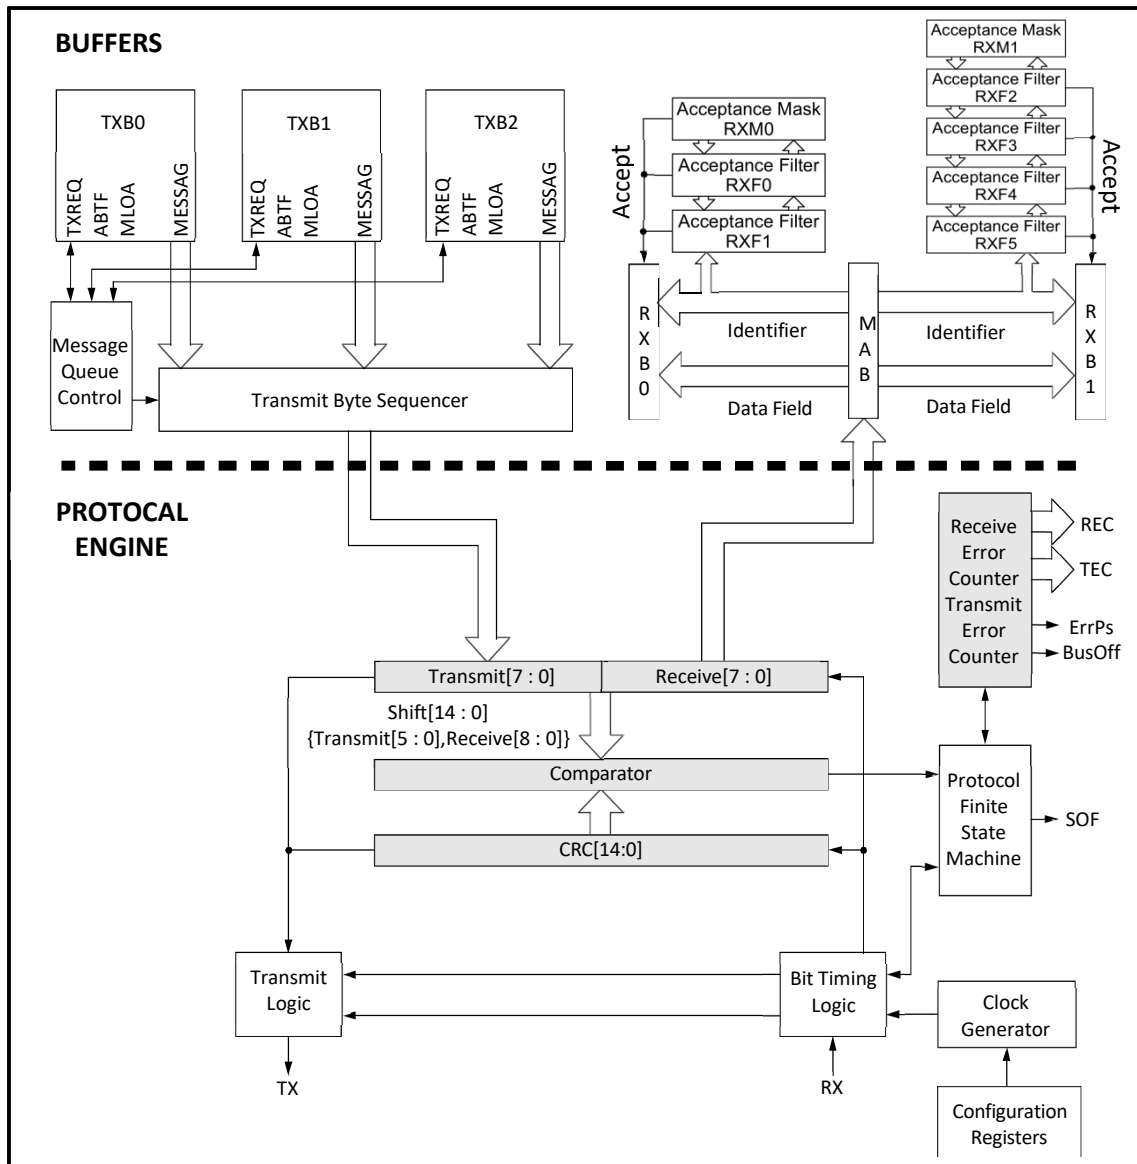 BUFFERS
TXB0
TXREQ
ABTF
MLOA
MESSAG
TXB1
TXREQ
ABTF
MLOA
MESSAG
TXB2
TXREQ
ABTF
MLOA
MESSAG
Message
Queue
Control
Transmit Byte Sequencer
Acceptance Mask
RXM0
Acceptance Filter
RXF0
Acceptance Filter
RXF1
Accept
Acceptance Mask
RXM1
Acceptance Filter
RXF2
Acceptance Filter
RXF3
Acceptance Filter
RXF4
Acceptance Filter
RXF5
Accept
R
X
B
0
Identifier
Data Field
M
A
B
Identifier
Data Field
R
X
B
1
PROTOCAL
ENGINE
Receive
Error
Counter
Transmit
Error
Counter
REC
TEC
ErrPs
BusOff
Transmit[7 : 0]
Receive[7 : 0]
Shift[14 : 0]
{Transmit[5 : 0],Receive[8 : 0]}
Comparator
CRC[14:0]
Protocol
Finite
State
Machine
SOF
Transmit
Logic
Bit Timing
Logic
Clock
Generator
TX
RX
Configuration
Registers